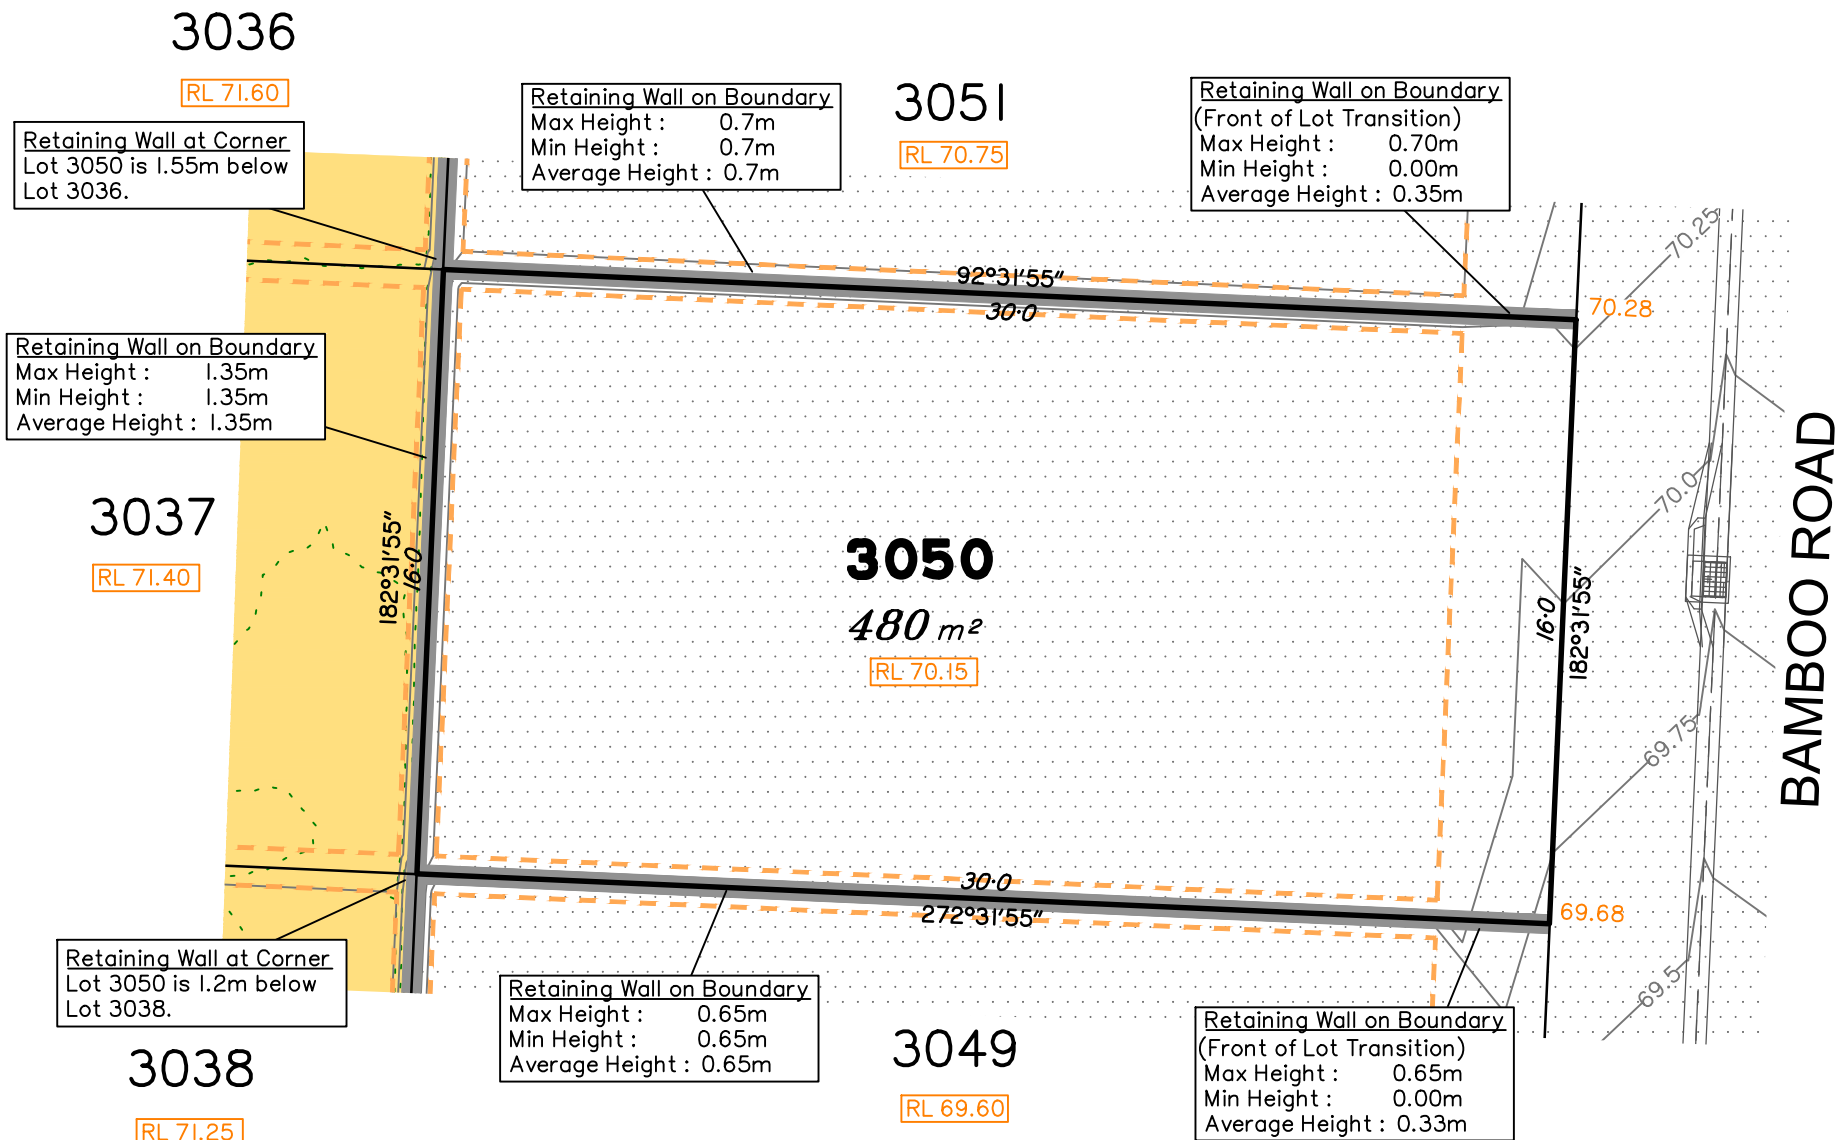 3036
RL 71.60
Retaining Wall at Corner
Lot 3050 is 1.55m below
Lot 3036.
Retaining Wall on Boundary
Max Height : 0.7m
Min Height : 0.7m
Average Height : 0.7m
3051
RL 70.75
Retaining Wall on Boundary
(Front of Lot Transition)
Max Height : 0.70m
Min Height : 0.00m
Average Height : 0.35m
70.25
92°31'55"
30·0
70.28
Retaining Wall on Boundary
Max Height : 1.35m
Min Height : 1.35m
Average Height : 1.35m
3037
RL 71.40
182°31'55"
16·0
3050
480 m²
RL 70.15
16·0
182°31'55"
70.0
69.75
BAMBOO ROAD
30·0
272°31'55"
69.68
69.5
Retaining Wall at Corner
Lot 3050 is 1.2m below
Lot 3038.
3038
RL 71.25
Retaining Wall on Boundary
Max Height : 0.65m
Min Height : 0.65m
Average Height : 0.65m
3049
RL 69.60
Retaining Wall on Boundary
(Front of Lot Transition)
Max Height : 0.65m
Min Height : 0.00m
Average Height : 0.33m